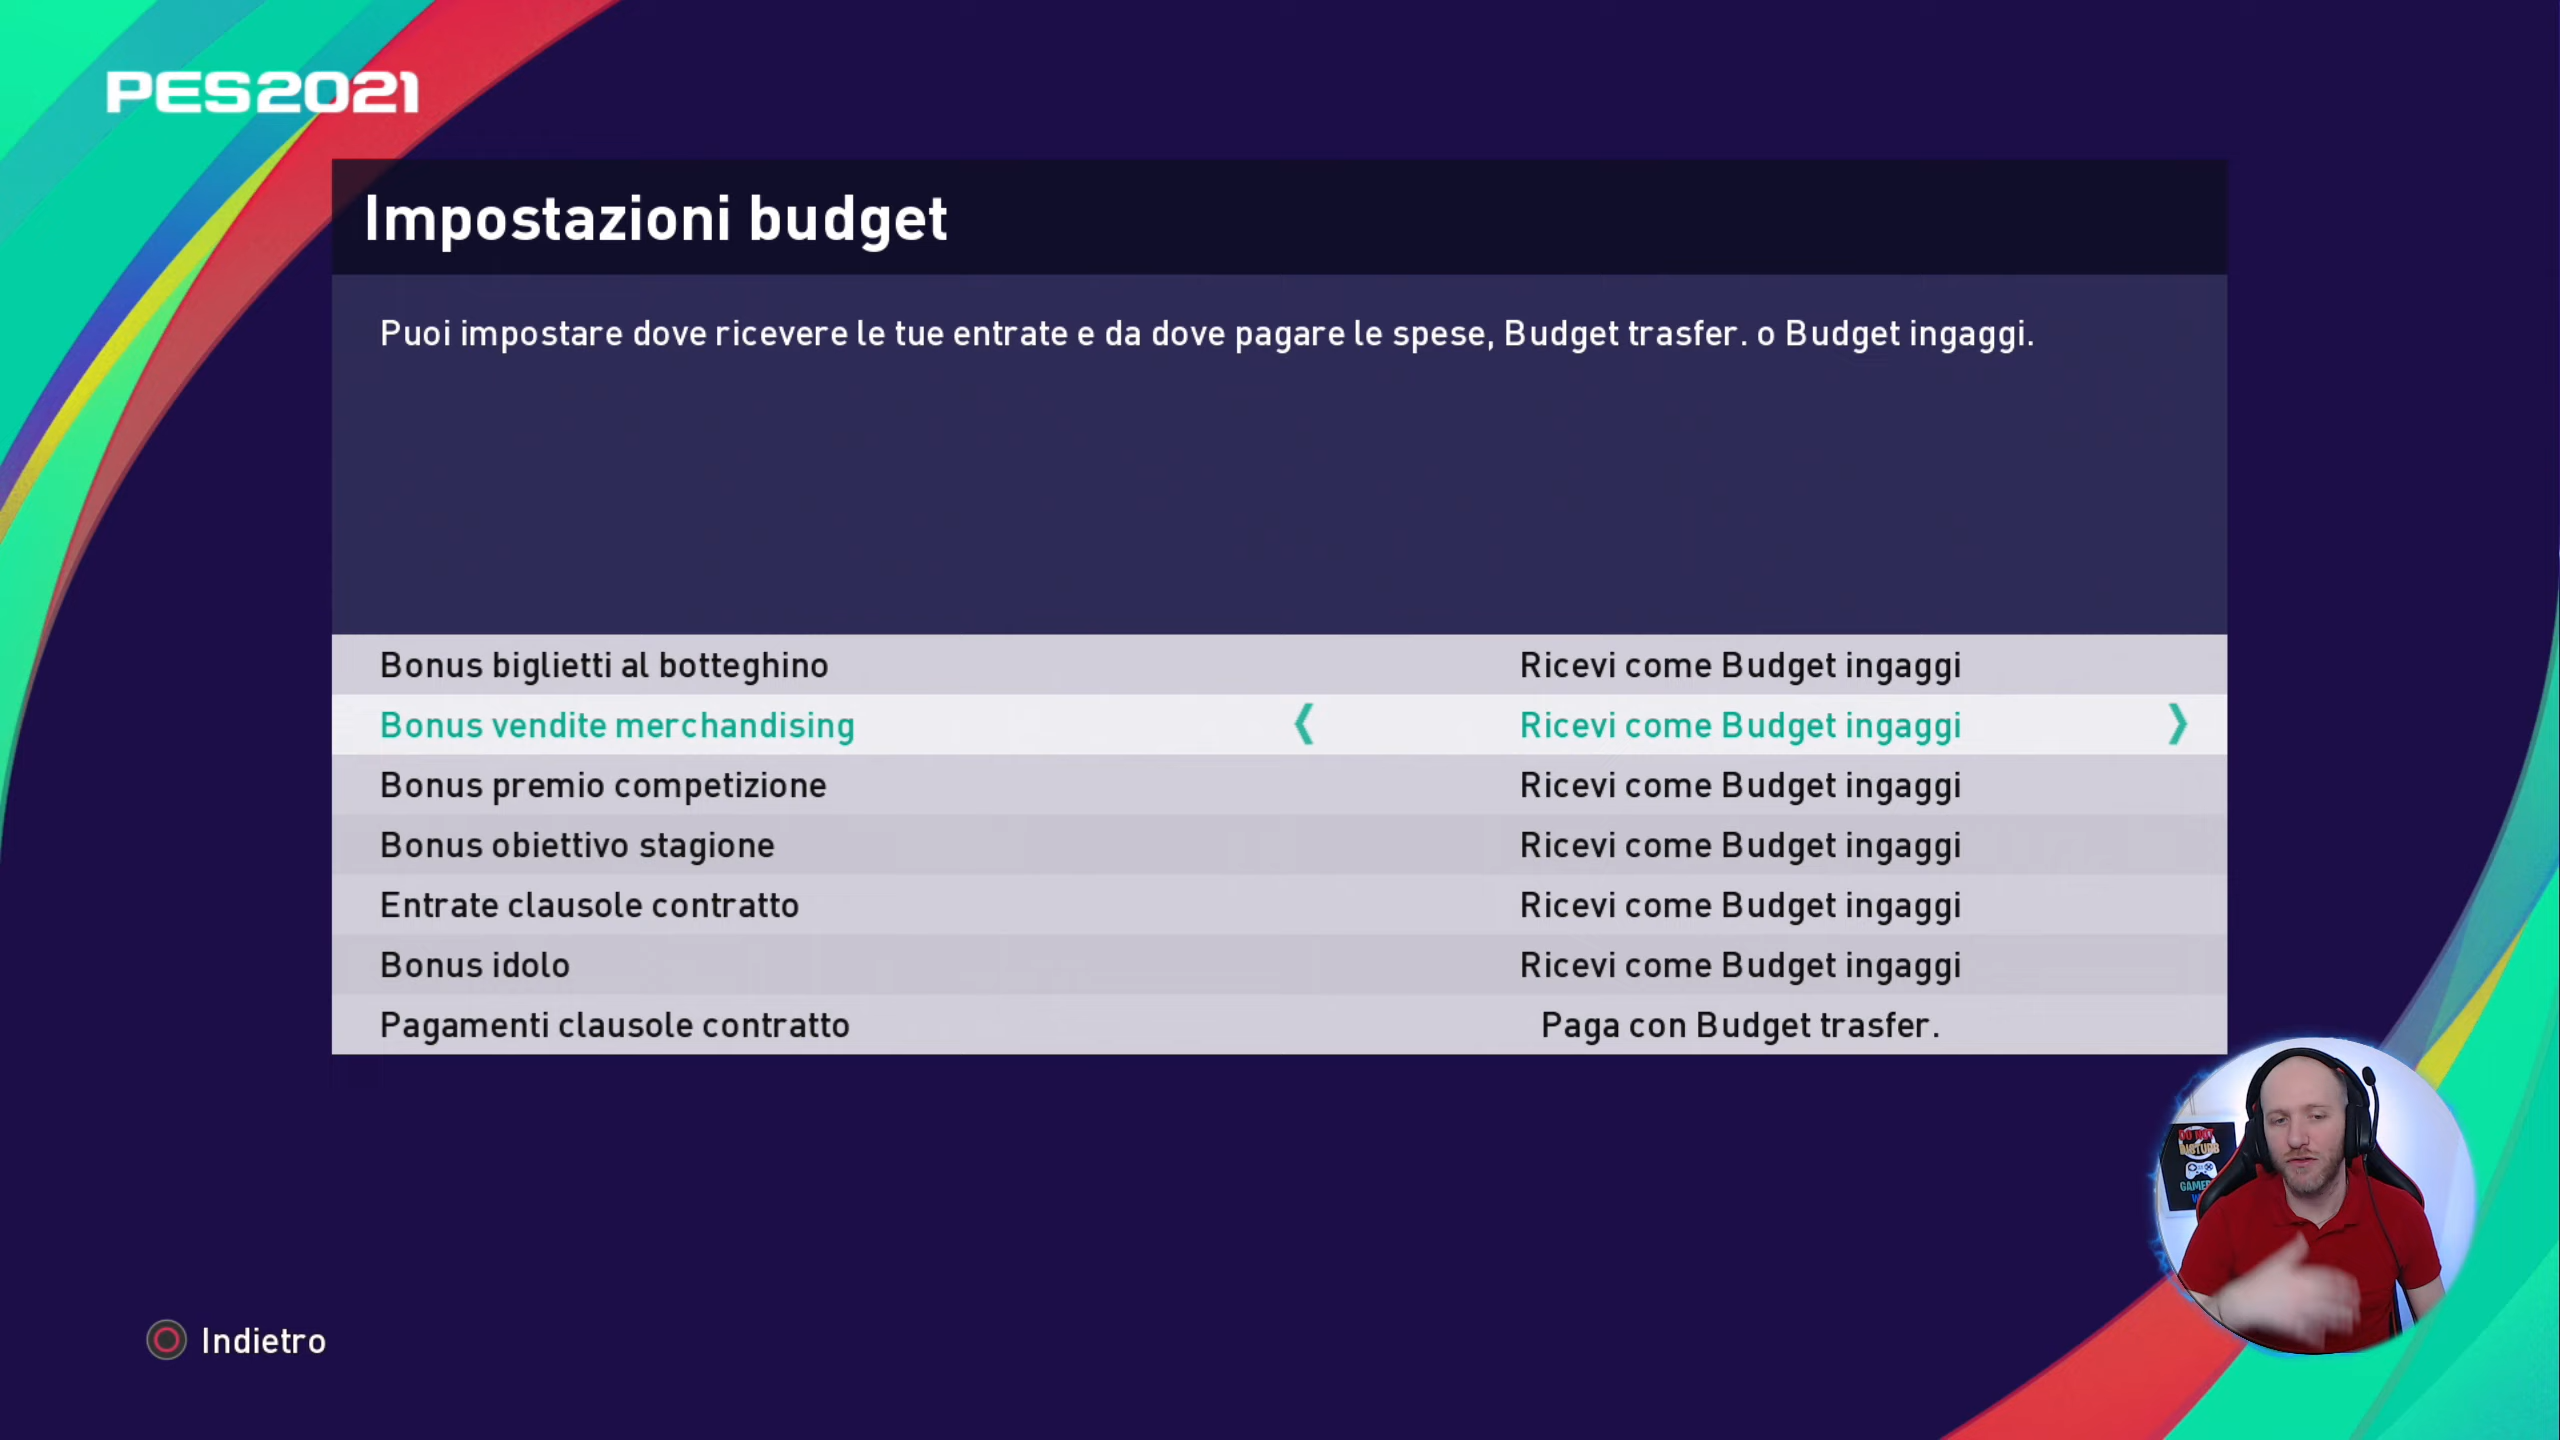 PES2021
Impostazioni budget
Puoi impostare dove ricevere le tue entrate e da dove pagare le spese, Budget trasfer. o Budget ingaggi.
Bonus biglietti al botteghino Ricevi come Budget ingaggi
Bonus vendite merchandising Ricevi come Budget ingaggi
Bonus premio competizione Ricevi come Budget ingaggi
Bonus obiettivo stagione Ricevi come Budget ingaggi
Entrate clausole contratto Ricevi come Budget ingaggi
Bonus idolo Ricevi come Budget ingaggi
Pagamenti clausole contratto Paga con Budget trasfer.
DO NOT
DISTURB
Indietro